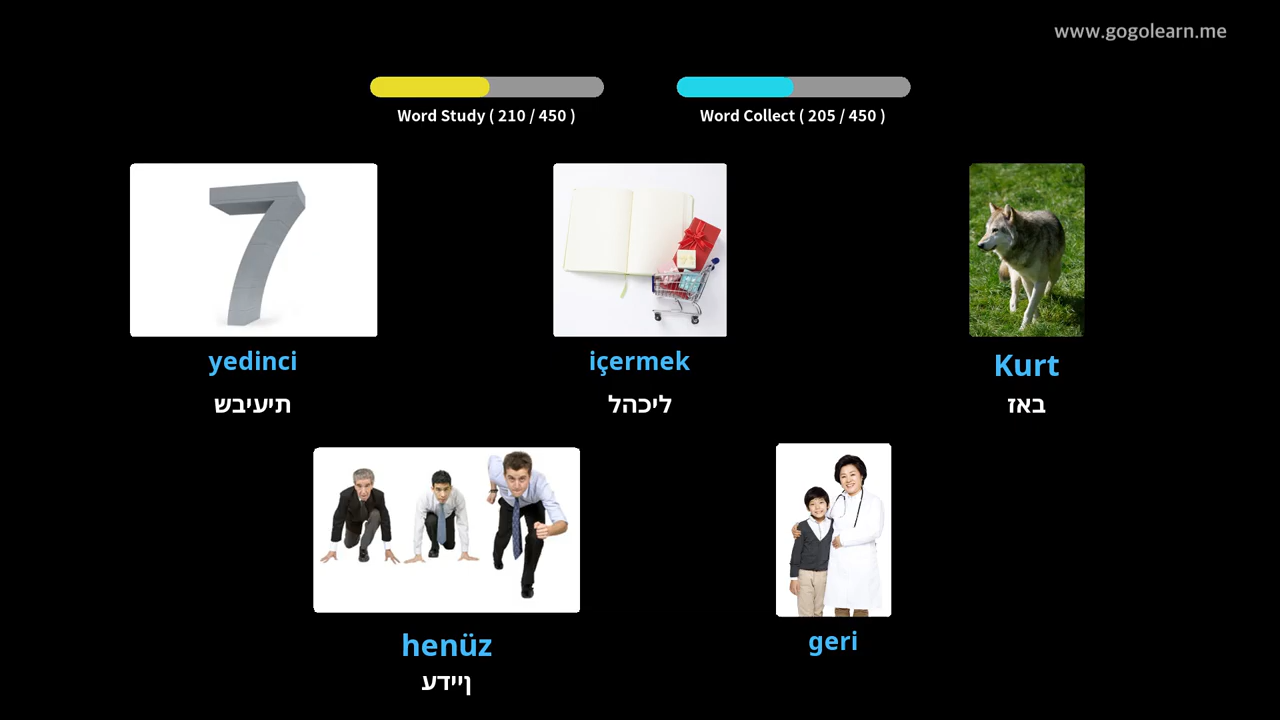 www.gogolearn.me
Word Study ( 210 / 450 )
Word Collect ( 205 / 450 )
yedinci
תיעיבש
içermek
ליכהל
Kurt
באז
henüz
ןיידע
geri